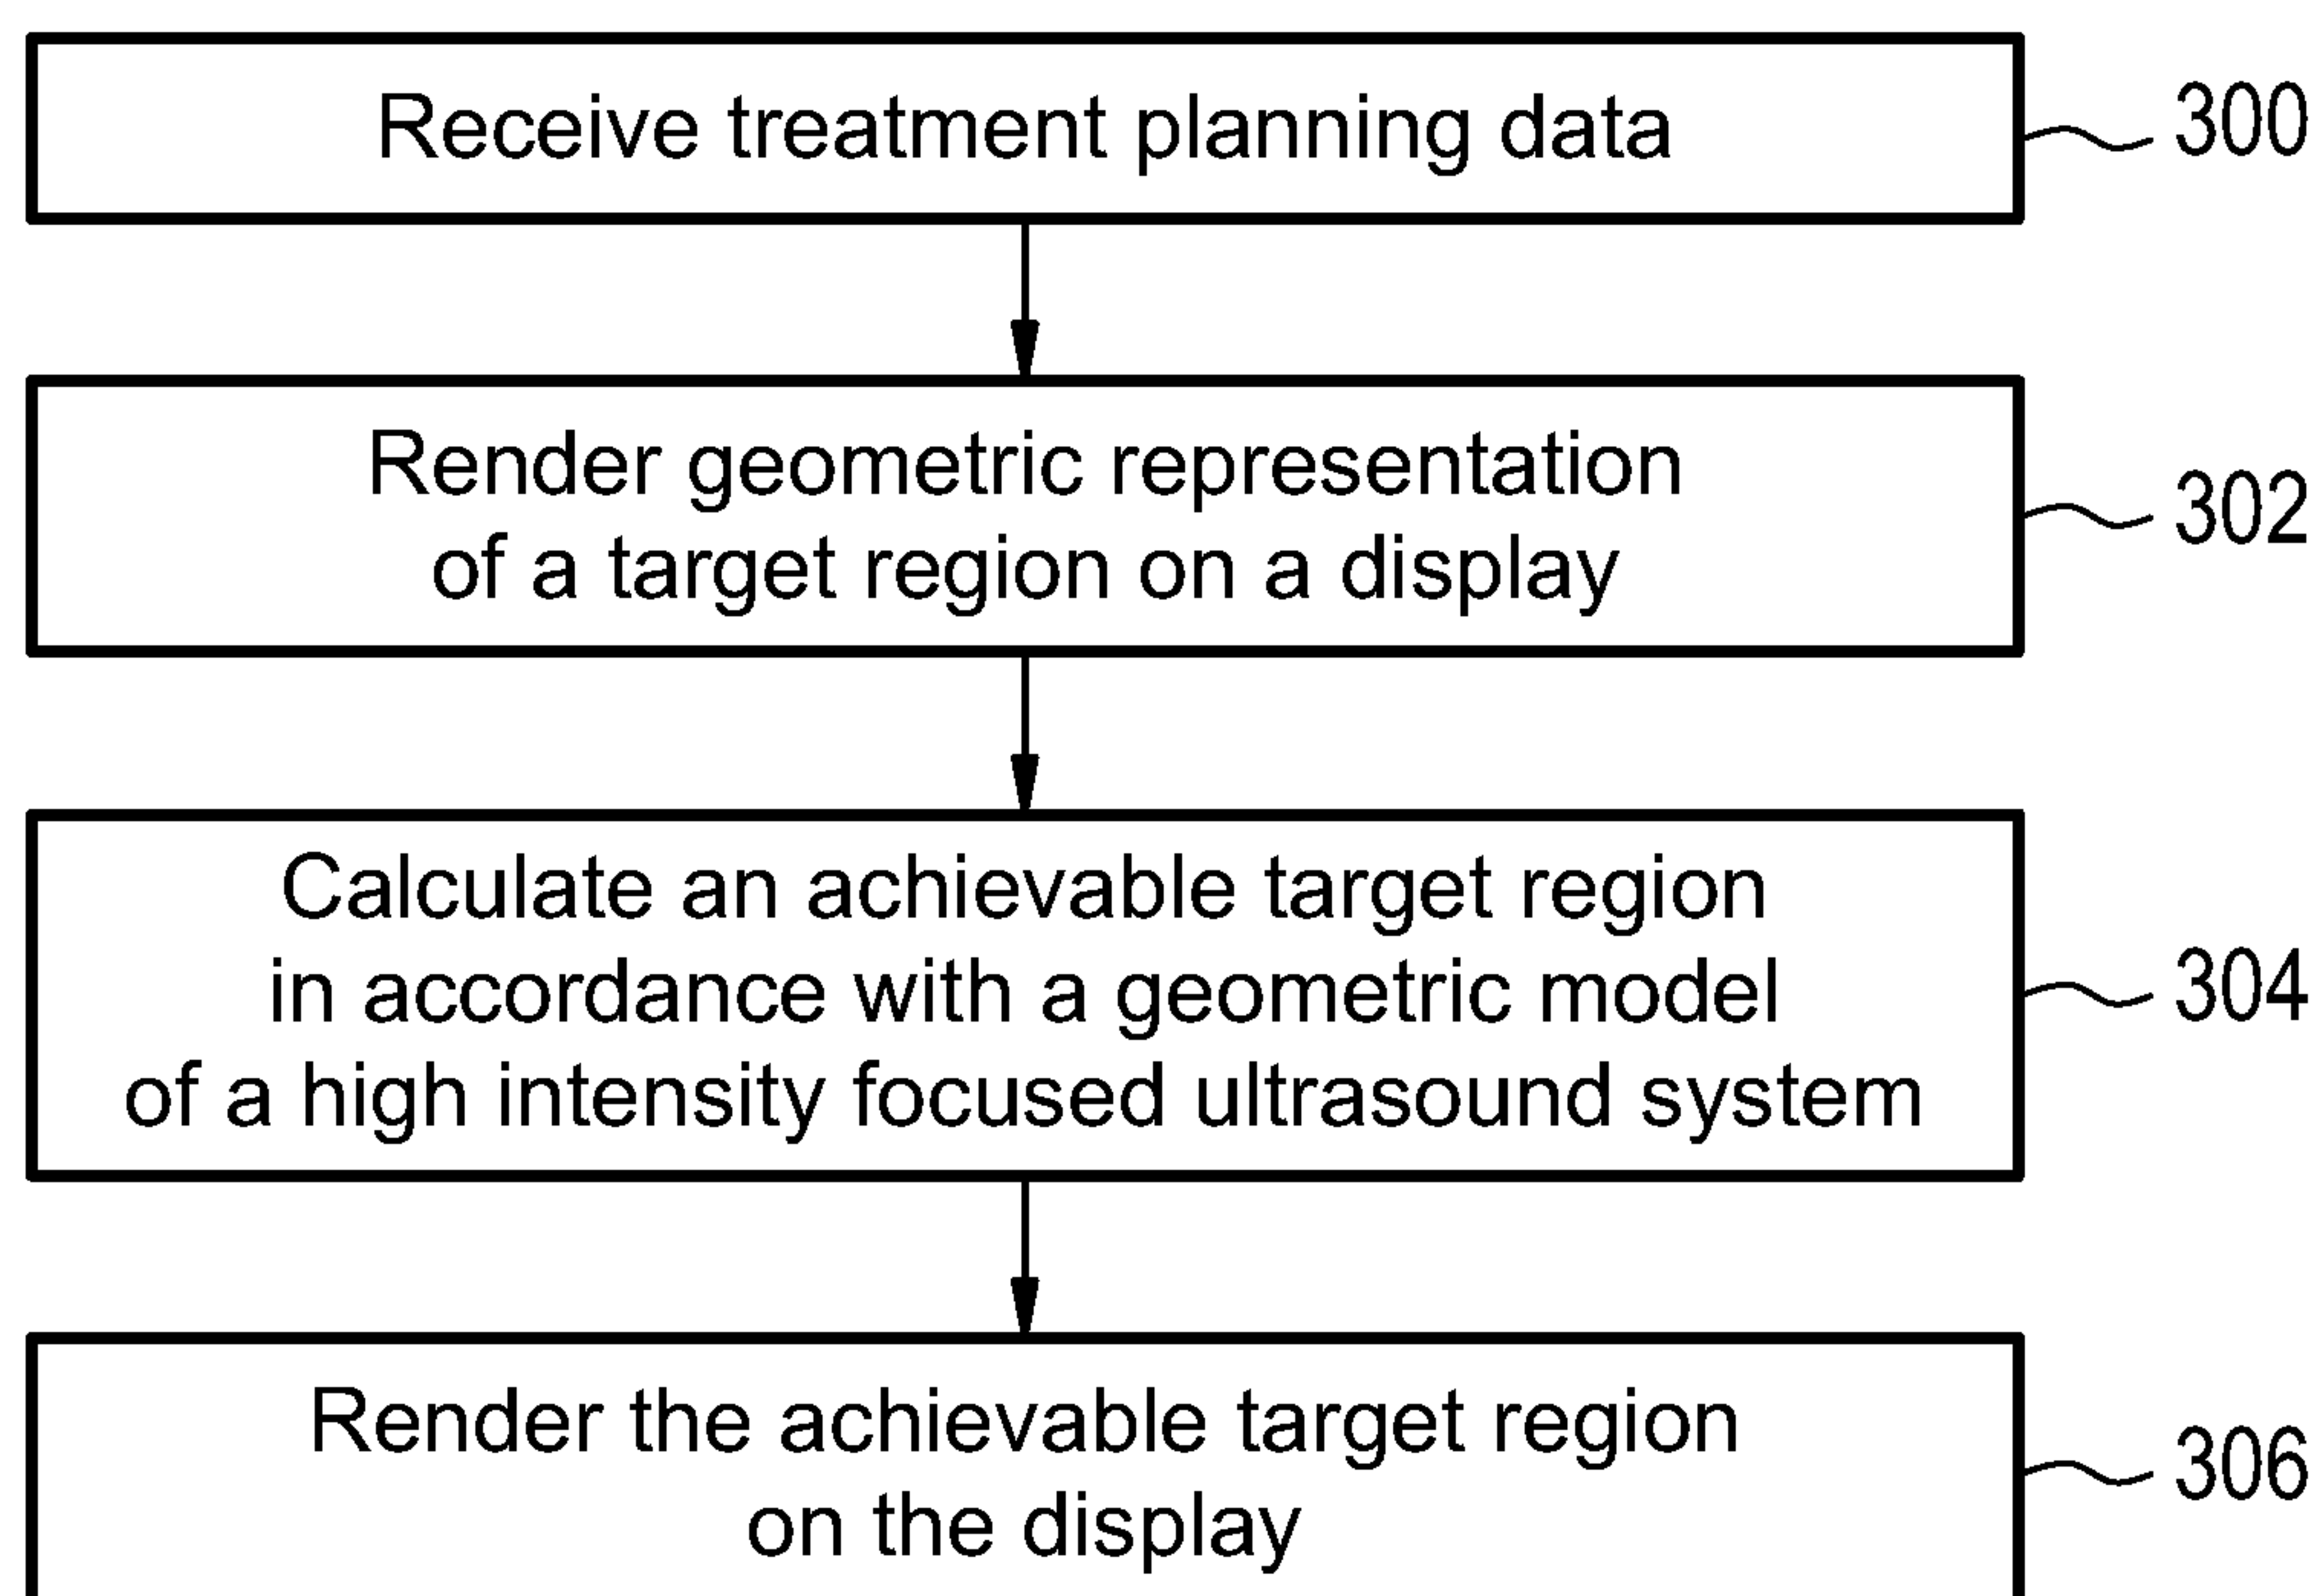 Receive treatment planning data
300
Render geometric representation
of a target region on a display
302
Calculate an achievable target region
in accordance with a geometric model
of a high intensity focused ultrasound system
304
Render the achievable target region
on the display
306